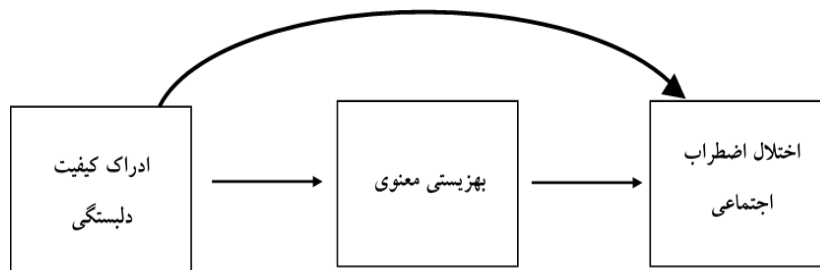 ادراک کیفیت
دلبستگی
بهزیستی معنوی
اختلال اضطراب
اجتماعی